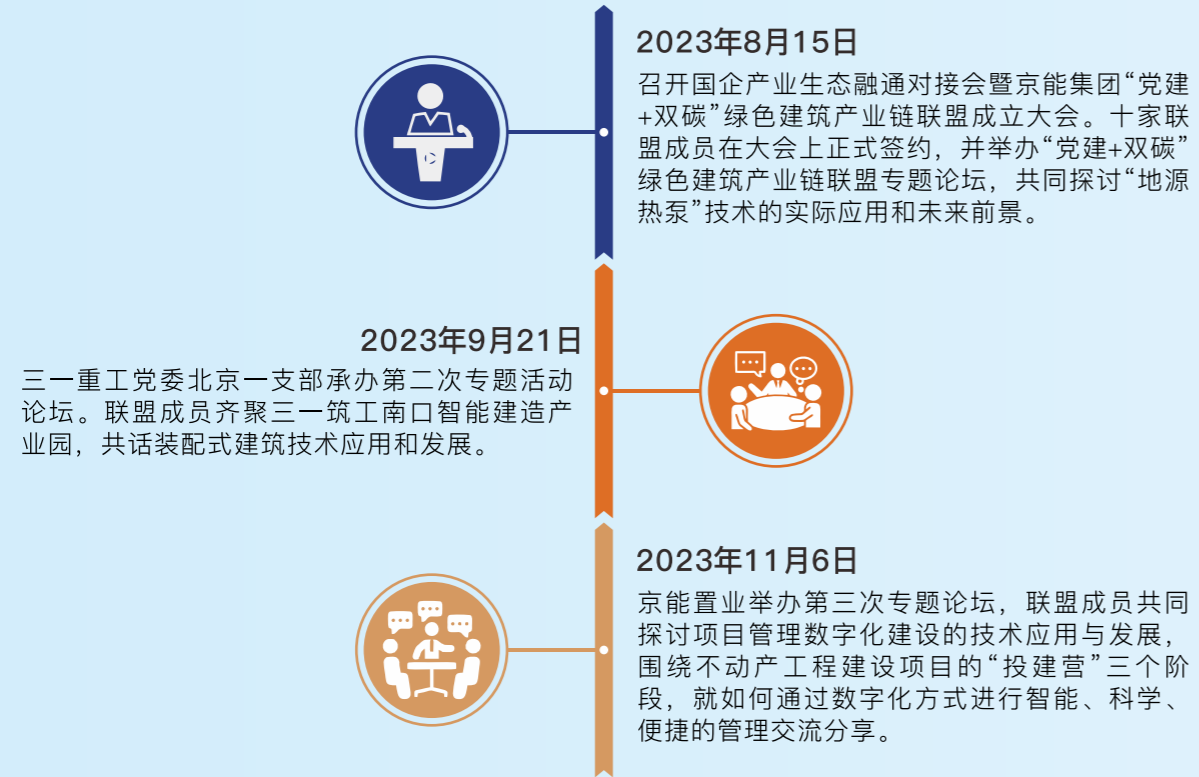 2023年8月15日
召开国企产业生态融通对接会暨京能集团“党建
+双碳”绿色建筑产业链联盟成立大会。十家联
盟成员在大会上正式签约，并举办“党建+双碳”
绿色建筑产业链联盟专题论坛，共同探讨“地源
热泵”技术的实际应用和未来前景。
2023年9月21日
三一重工党委北京一支部承办第二次专题活动
论坛。联盟成员齐聚三一筑工南口智能建造产
业园，共话装配式建筑技术应用和发展。
2023年11月6日
京能置业举办第三次专题论坛，联盟成员共同
探讨项目管理数字化建设的技术应用与发展，
围绕不动产工程建设项目的“投建营”三个阶
段，就如何通过数字化方式进行智能、科学、
便捷的管理交流分享。